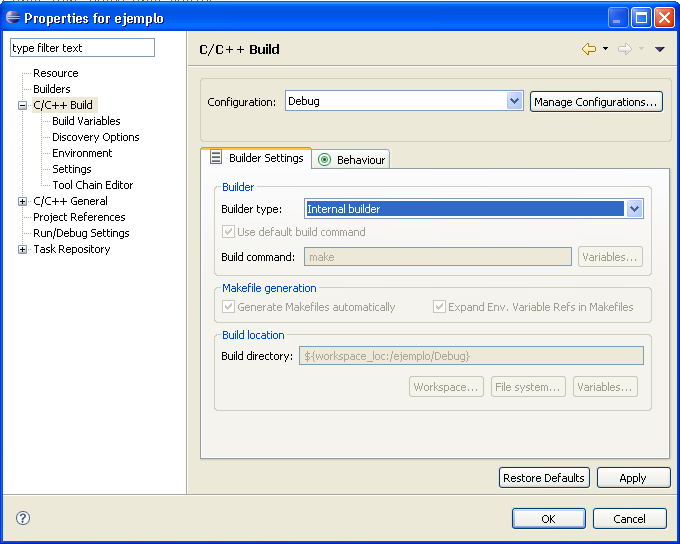 Properties for ejemplo
type filter text
Resource
Builders
C/C++ Build
Build Variables
Discovery Options
Environment
Settings
Tool Chain Editor
C/C++ General
Project References
Run/Debug Settings
Task Repository
C/C++ Build
Configuration: Debug Manage Configurations...
Builder Settings Behaviour
Builder
Builder type: Internal builder
Use default build command
Build command: make Variables...
Makefile generation
Generate Makefiles automatically Expand Env. Variable Refs in Makefiles
Build location
Build directory: ${workspace_loc:/ejemplo/Debug}
Workspace... File system... Variables...
Restore Defaults Apply
? OK Cancel